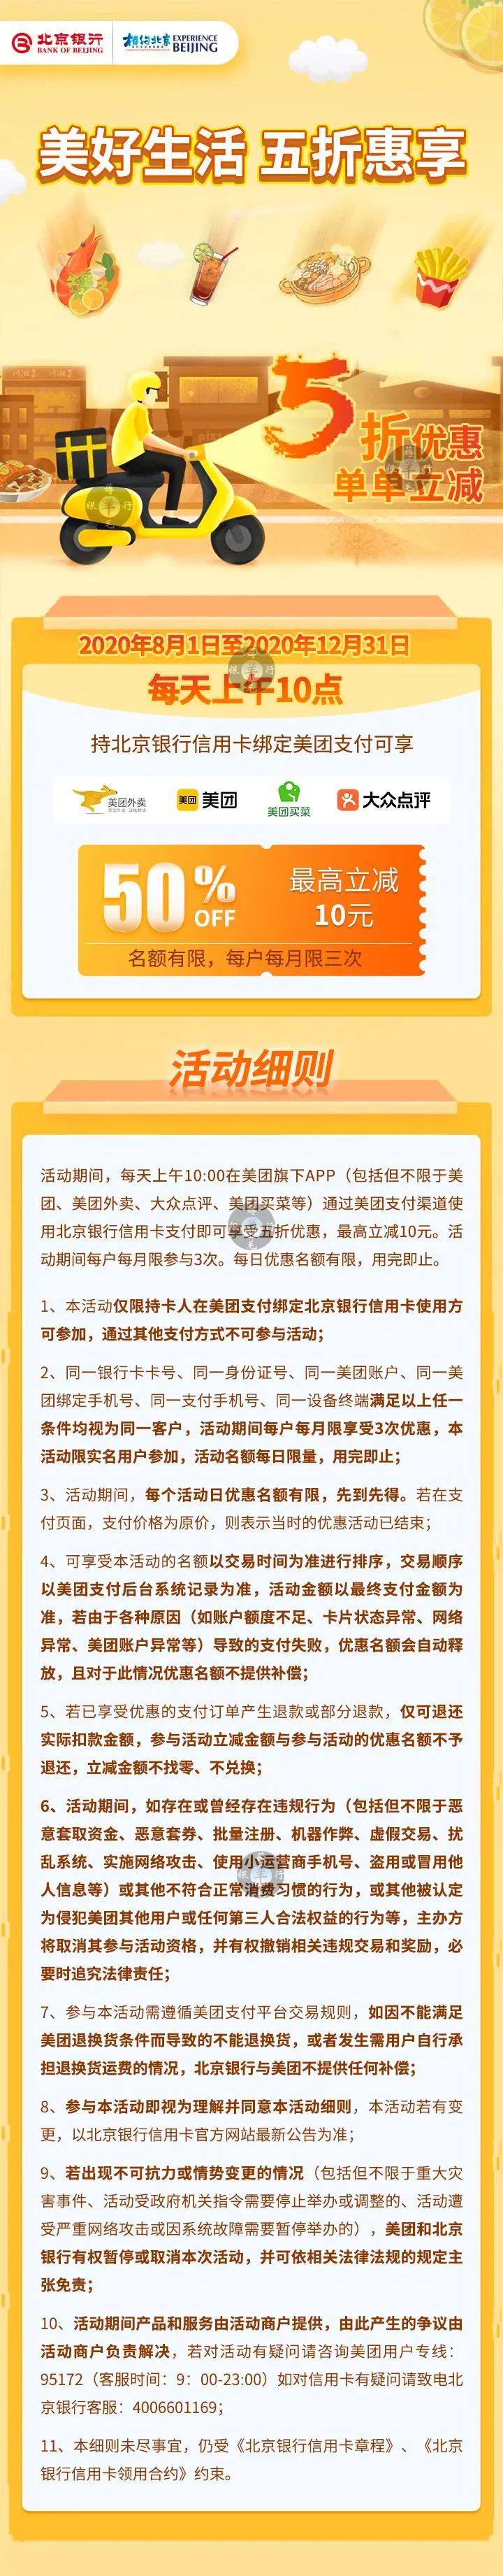 北京银行
BANK OF BEIJING
相约北京
EXPERIENCE
BEIJING
美好生活 五折惠享
5折优惠
单单立减
2020年8月1日至2020年12月31日
每天上午10点
持北京银行信用卡绑定美团支付可享
美团外卖
美团 美团
美团买菜
大众点评
50%
OFF
最高立减
10元
名额有限，每户每月限三次
活动细则
活动期间，每天上午10:00在美团旗下APP（包括但不限于美
团、美团外卖、大众点评、美团买菜等）通过美团支付渠道使
用北京银行信用卡支付即可享受五折优惠，最高立减10元。活
动期间每户每月限参与3次。每日优惠名额有限，用完即止。
1、本活动仅限持卡人在美团支付绑定北京银行信用卡使用方
可参加，通过其他支付方式不可参与活动；
2、同一银行卡卡号、同一身份证号、同一美团账户、同一美
团绑定手机号、同一支付手机号、同一设备终端满足以上任一
条件均视为同一客户，活动期间每户每月限享受3次优惠，本
活动限实名用户参加，活动名额每日限量，用完即止；
3、活动期间，每个活动日优惠名额有限，先到先得。若在支
付页面，支付价格为原价，则表示当时的优惠活动已结束；
4、可享受本活动的名额以交易时间为准进行排序，交易顺序
以美团支付后台系统记录为准，活动金额以最终支付金额为
准，若由于各种原因（如账户额度不足、卡片状态异常、网络
异常、美团账户异常等）导致的支付失败，优惠名额会自动释
放，且对于此情况优惠名额不提供补偿；
5、若已享受优惠的支付订单产生退款或部分退款，仅可退还
实际扣款金额，参与活动立减金额与参与活动的优惠名额不予
退还，立减金额不找零、不兑换；
6、活动期间，如存在或曾经存在违规行为（包括但不限于恶
意套取资金、恶意套券、批量注册、机器作弊、虚假交易、扰
乱系统、实施网络攻击、使用小运营商手机号、盗用或冒用他
人信息等）或其他不符合正常消费习惯的行为，或其他被认定
为侵犯美团其他用户或任何第三人合法权益的行为等，主办方
将取消其参与活动资格，并有权撤销相关违规交易和奖励，必
要时追究法律责任；
7、参与本活动需遵循美团支付平台交易规则，如因不能满足
美团退换货条件而导致的不能退换货，或者发生需用户自行承
担退换货运费的情况，北京银行与美团不提供任何补偿；
8、参与本活动即视为理解并同意本活动细则，本活动若有变
更，以北京银行信用卡官方网站最新公告为准；
9、若出现不可抗力或情势变更的情况（包括但不限于重大灾
害事件、活动受政府机关指令需要停止举办或调整的、活动遭
受严重网络攻击或因系统故障需要暂停举办的），美团和北京
银行有权暂停或取消本次活动，并可依相关法律法规的规定主
张免责；
10、活动期间产品和服务由活动商户提供，由此产生的争议由
活动商户负责解决，若对活动有疑问请咨询美团用户专线：
95172（客服时间：9：00-23:00）如对信用卡有疑问请致电北
京银行客服：4006601169；
11、本细则未尽事宜，仍受《北京银行信用卡章程》、《北京
银行信用卡领用合约》约束。